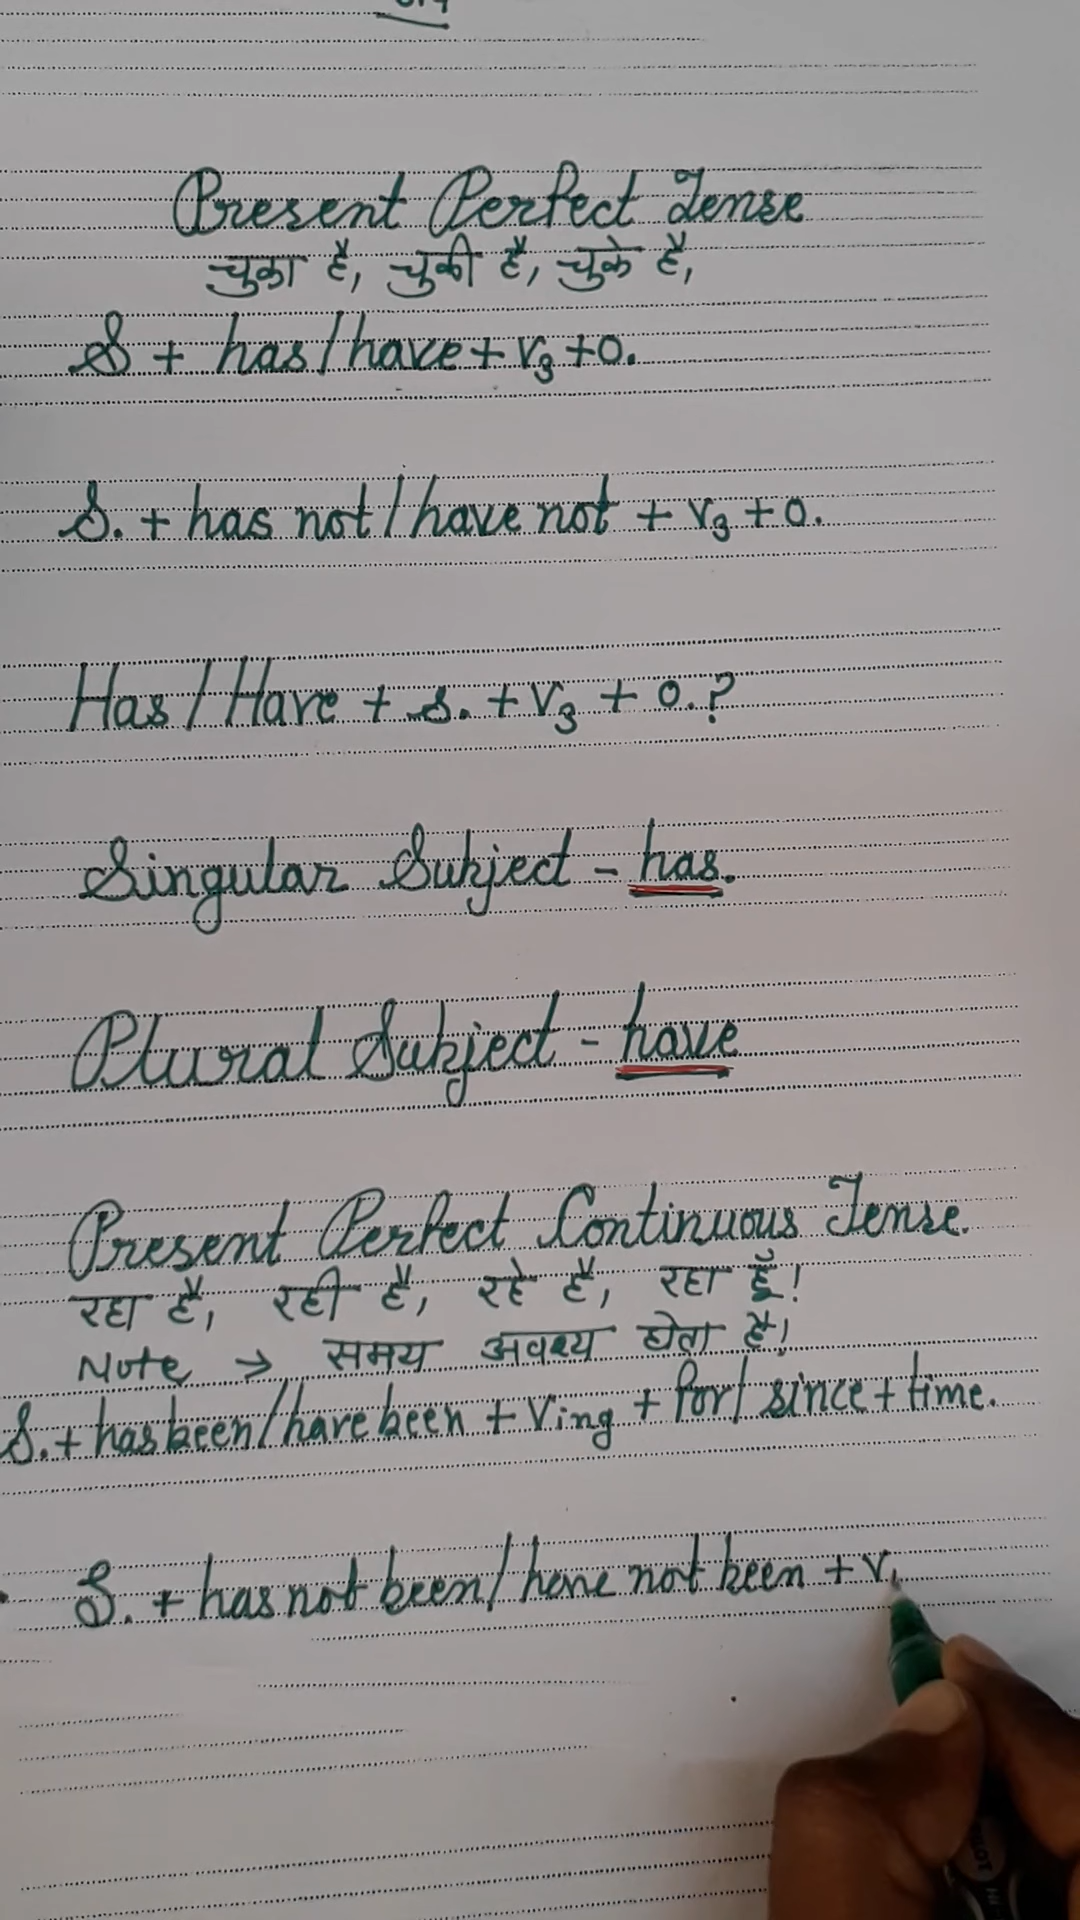 Present Perfect Tense
चुका है, चुकी है, चुके हैं,
S + has/have + V3 + O.
S. + has not/have not + V3 + O.
Has/Have + S. + V3 + O.?
Singular Subject - has.
Plural Subject - have
Present Perfect Continuous Tense.
रहा है, रही है, रहे हैं, रहा हूँ!
Note → समय अवश्य होता है!
S. + has been/have been + Ving + for/since + time.
S. + has not been/have not been + V